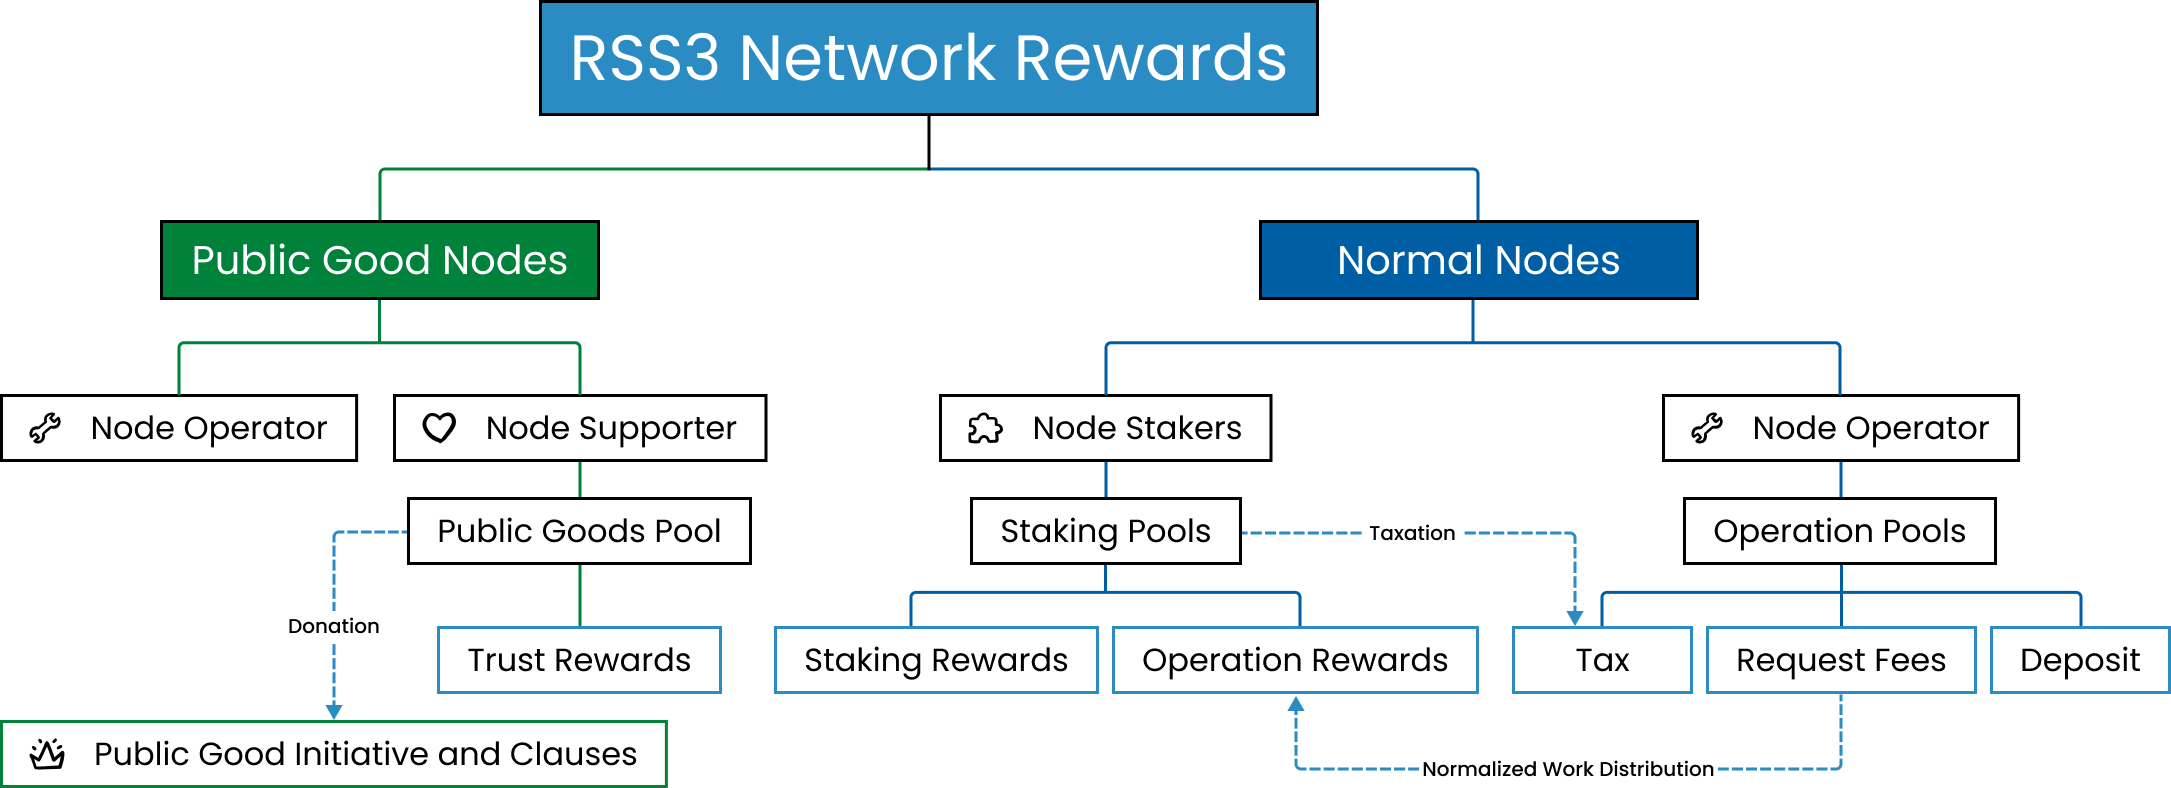 RSS3 Network Rewards
Public Good Nodes
Normal Nodes
Node Operator
Node Supporter
Node Stakers
Node Operator
Public Goods Pool
Staking Pools
Taxation
Operation Pools
Donation
Trust Rewards
Staking Rewards
Operation Rewards
Tax
Request Fees
Deposit
Public Good Initiative and Clauses
Normalized Work Distribution